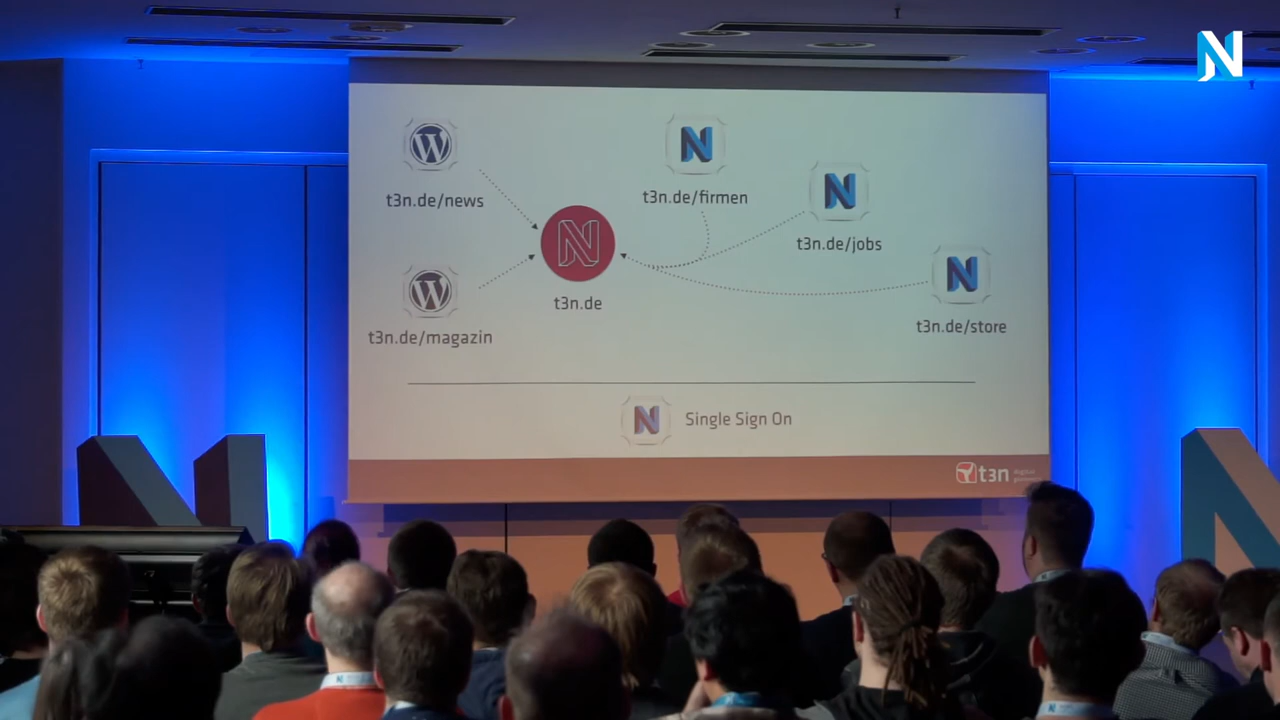 t3n.de/news
t3n.de/firmen
t3n.de/jobs
t3n.de
t3n.de/magazin
t3n.de/store
Single Sign On
t3n
digital